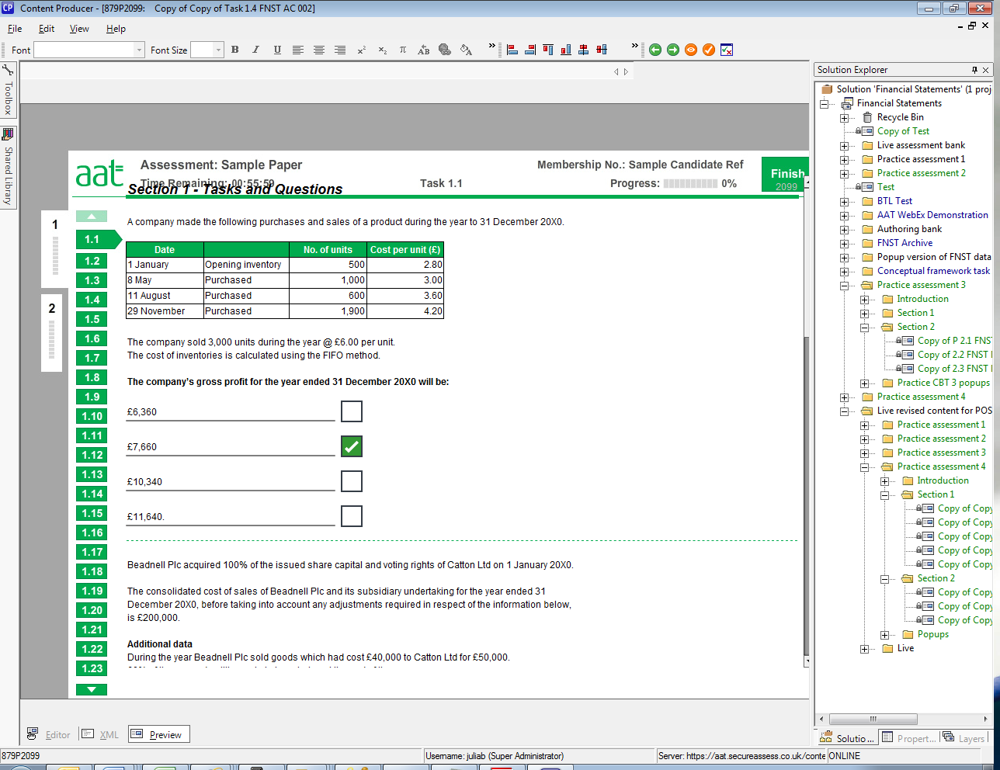 Content Producer - [879P2099:    Copy of Copy of Task 1.4 FNST AC 002]
File Edit View Help
Font Font Size B I U
Toolbox
Shared Library
aat
Assessment: Sample Paper
Membership No.: Sample Candidate Ref
Finish
Time Remaining: 00:55:59
Task 1.1
Progress: 0%
2099
Section 1 - Tasks and Questions
1
2
1.1
1.2
1.3
1.4
1.5
1.6
1.7
1.8
1.9
1.10
1.11
1.12
1.13
1.14
1.15
1.16
1.17
1.18
1.19
1.20
1.21
1.22
1.23
A company made the following purchases and sales of a product during the year to 31 December 20X0.
Date No. of units Cost per unit (£)
1 January Opening inventory 500 2.80
8 May Purchased 1,000 3.00
11 August Purchased 600 3.60
29 November Purchased 1,900 4.20
The company sold 3,000 units during the year @ £6.00 per unit.
The cost of inventories is calculated using the FIFO method.
The company's gross profit for the year ended 31 December 20X0 will be:
£6,360
£7,660
£10,340
£11,640.
Beadnell Plc acquired 100% of the issued share capital and voting rights of Catton Ltd on 1 January 20X0.
The consolidated cost of sales of Beadnell Plc and its subsidiary undertaking for the year ended 31
December 20X0, before taking into account any adjustments required in respect of the information below,
is £200,000.
Additional data
During the year Beadnell Plc sold goods which had cost £40,000 to Catton Ltd for £50,000.
Editor XML Preview
Solution Explorer
Solution 'Financial Statements' (1 proj
Financial Statements
Recycle Bin
Copy of Test
Live assessment bank
Practice assessment 1
Practice assessment 2
Test
BTL Test
AAT WebEx Demonstration
Authoring bank
FNST Archive
Popup version of FNST data
Conceptual framework task
Practice assessment 3
Introduction
Section 1
Section 2
Copy of P 2.1 FNS
Copy of 2.2 FNST
Copy of 2.3 FNST
Practice CBT 3 popups
Practice assessment 4
Live revised content for POS
Practice assessment 1
Practice assessment 2
Practice assessment 3
Practice assessment 4
Introduction
Section 1
Copy of Copy
Copy of Copy
Copy of Copy
Copy of Copy
Copy of Copy
Section 2
Copy of Copy
Copy of Copy
Copy of Copy
Popups
Live
Solutio... Propert... Layers
879P2099
Username: juliab (Super Administrator)
Server: https://aat.secureassess.co.uk/conte
ONLINE